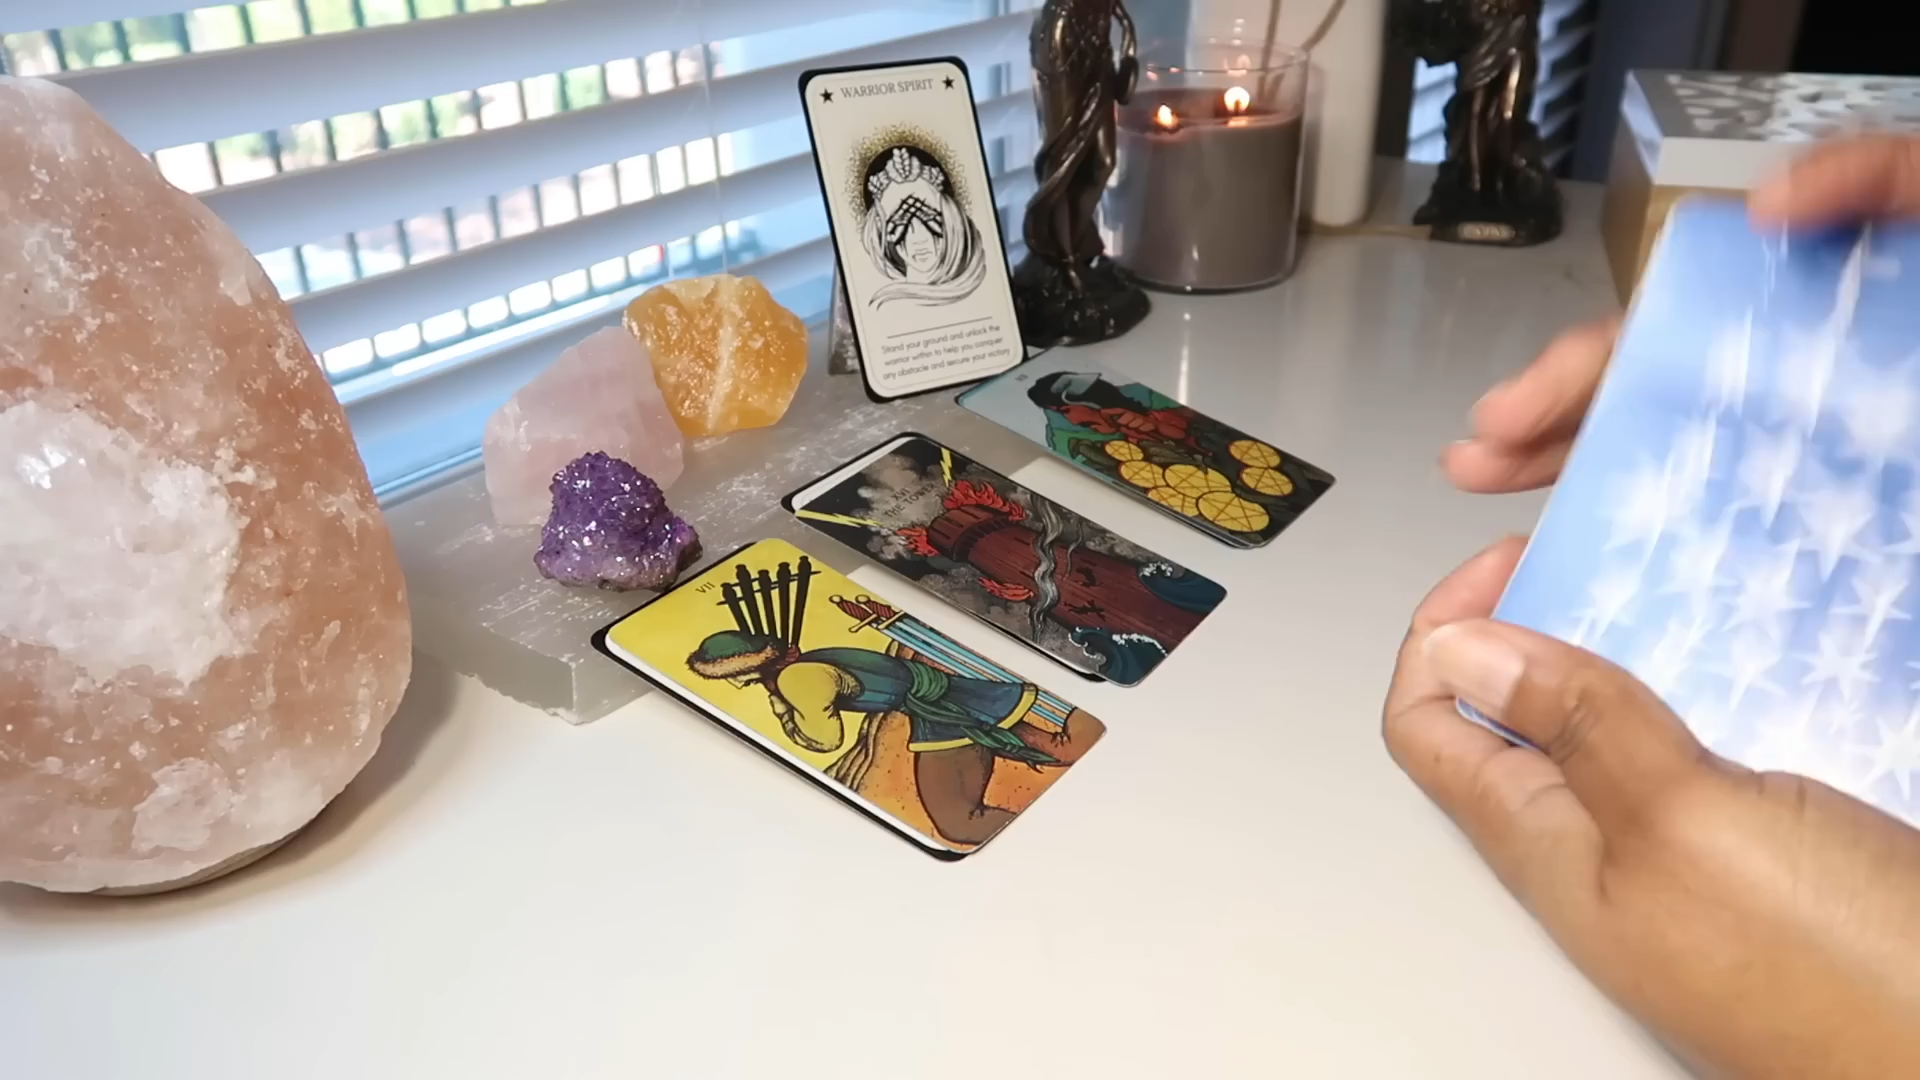 WARRIOR SPIRIT
Stand your ground and unlock the
warrior within to help you conquer
any obstacle and secure your victory
XVI
THE TOWER
VII